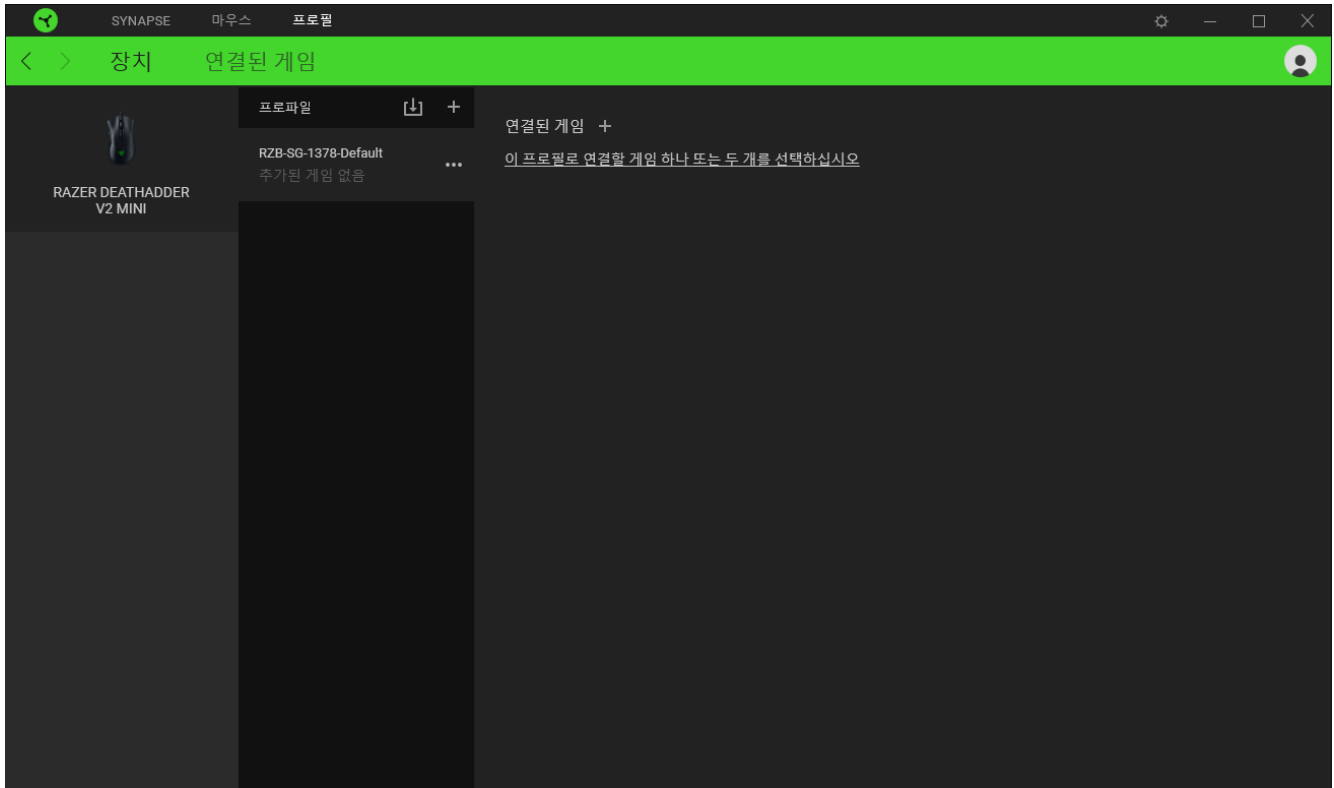 SYNAPSE 마우스 프로필
장치 연결된 게임
RAZER DEATHADDER
V2 MINI
프로파일
RZB-SG-1378-Default
추가된 게임 없음
연결된 게임 +
이 프로필로 연결할 게임 하나 또는 두 개를 선택하십시오